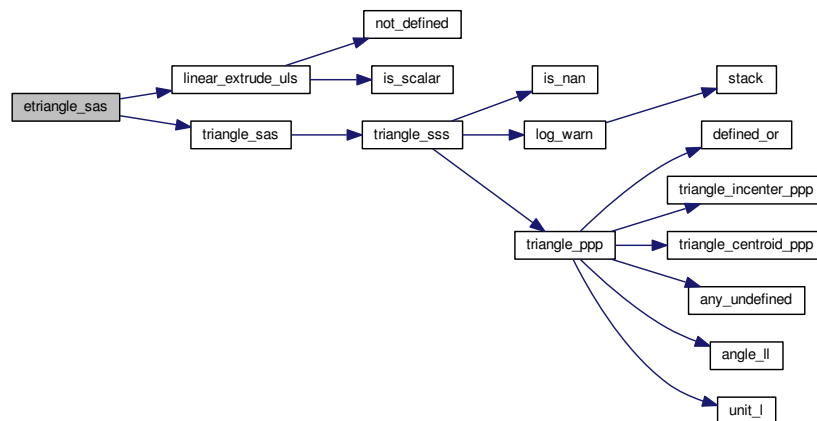 not_defined
linear_extrude_uls
is_scalar
is_nan
stack
etriangle_sas
triangle_sas
triangle_sss
log_warn
defined_or
triangle_incenter_ppp
triangle_ppp
triangle_centroid_ppp
any_undefined
angle_ll
unit_l